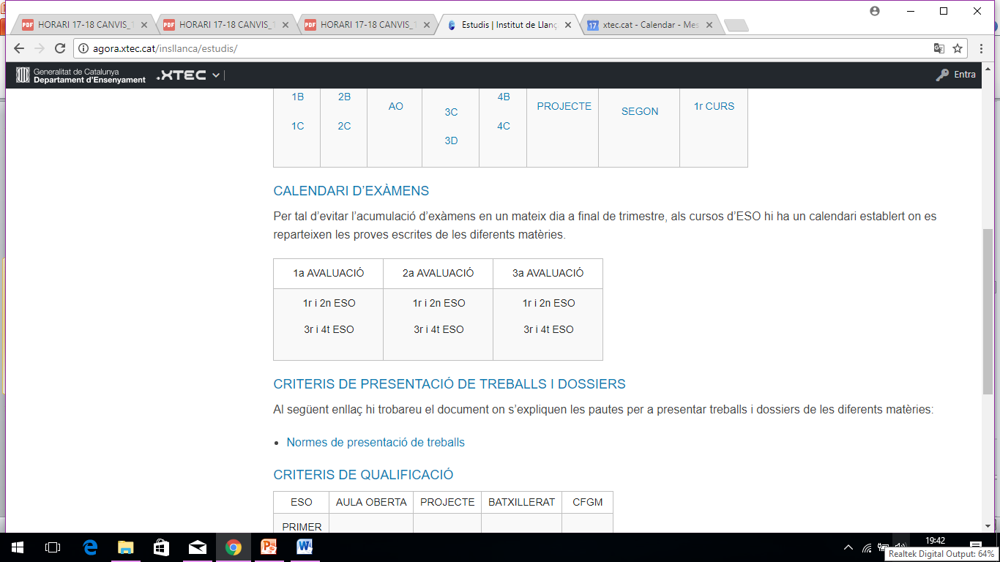 HORARI 17-18 CANVIS_1
HORARI 17-18 CANVIS_1
HORARI 17-18 CANVIS_1
Estudis | Institut de Llanç
17 xtec.cat - Calendar - Mes
agora.xtec.cat/insllanca/estudis/
Generalitat de Catalunya
Departament d'Ensenyament
.XTEC
Entra
1B 2B AO 3C 4B PROJECTE SEGON 1r CURS
1C 2C 3D 4C
CALENDARI D'EXÀMENS
Per tal d'evitar l'acumulació d'exàmens en un mateix dia a final de trimestre, als cursos d'ESO hi ha un calendari establert on es
reparteixen les proves escrites de les diferents matèries.
1a AVALUACIÓ 2a AVALUACIÓ 3a AVALUACIÓ
1r i 2n ESO 1r i 2n ESO 1r i 2n ESO
3r i 4t ESO 3r i 4t ESO 3r i 4t ESO
CRITERIS DE PRESENTACIÓ DE TREBALLS I DOSSIERS
Al següent enllaç hi trobareu el document on s'expliquen les pautes per a presentar treballs i dossiers de les diferents matèries:
• Normes de presentació de treballs
CRITERIS DE QUALIFICACIÓ
ESO AULA OBERTA PROJECTE BATXILLERAT CFGM
PRIMER
19:42
Realtek Digital Output: 64%